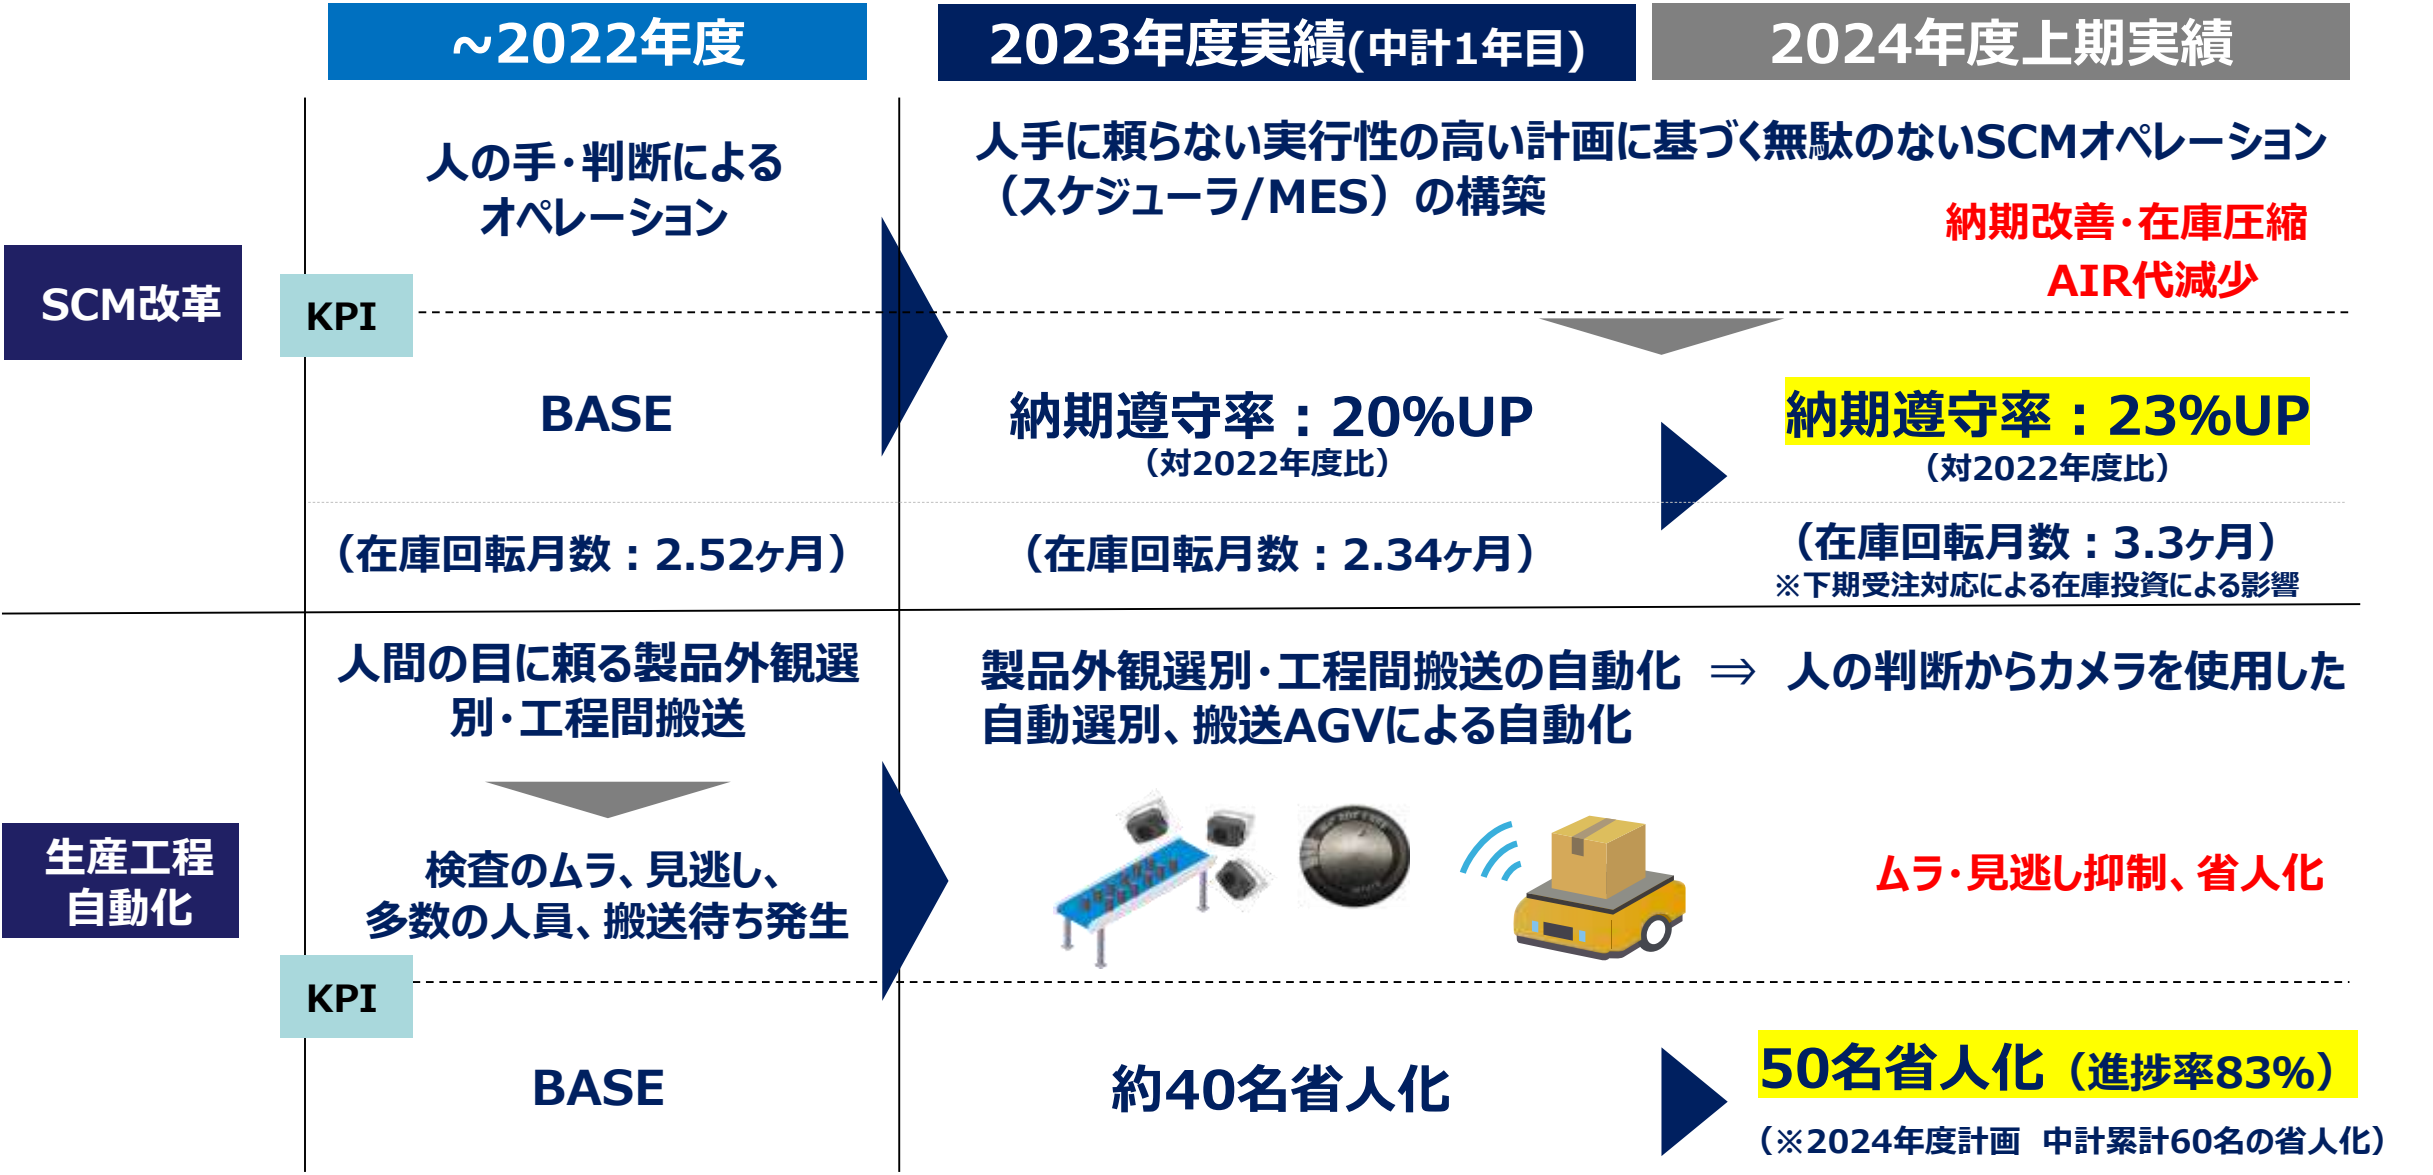 ~2022年度
2023年度実績(中計1年目)
2024年度上期実績
SCM改革
人の手・判断による
オペレーション
人手に頼らない実行性の高い計画に基づく無駄のないSCMオペレーション
（スケジューラ/MES）の構築
納期改善・在庫圧縮
AIR代減少
KPI
BASE
納期遵守率：20%UP
（対2022年度比）
納期遵守率：23%UP
（対2022年度比）
（在庫回転月数：2.52ヶ月）
（在庫回転月数：2.34ヶ月）
（在庫回転月数：3.3ヶ月）
※下期受注対応による在庫投資による影響
生産工程
自動化
人間の目に頼る製品外観選
別・工程間搬送
検査のムラ、見逃し、
多数の人員、搬送待ち発生
製品外観選別・工程間搬送の自動化 ⇒ 人の判断からカメラを使用した
自動選別、搬送AGVによる自動化
ムラ・見逃し抑制、省人化
KPI
BASE
約40名省人化
50名省人化（進捗率83%）
（※2024年度計画 中計累計60名の省人化）